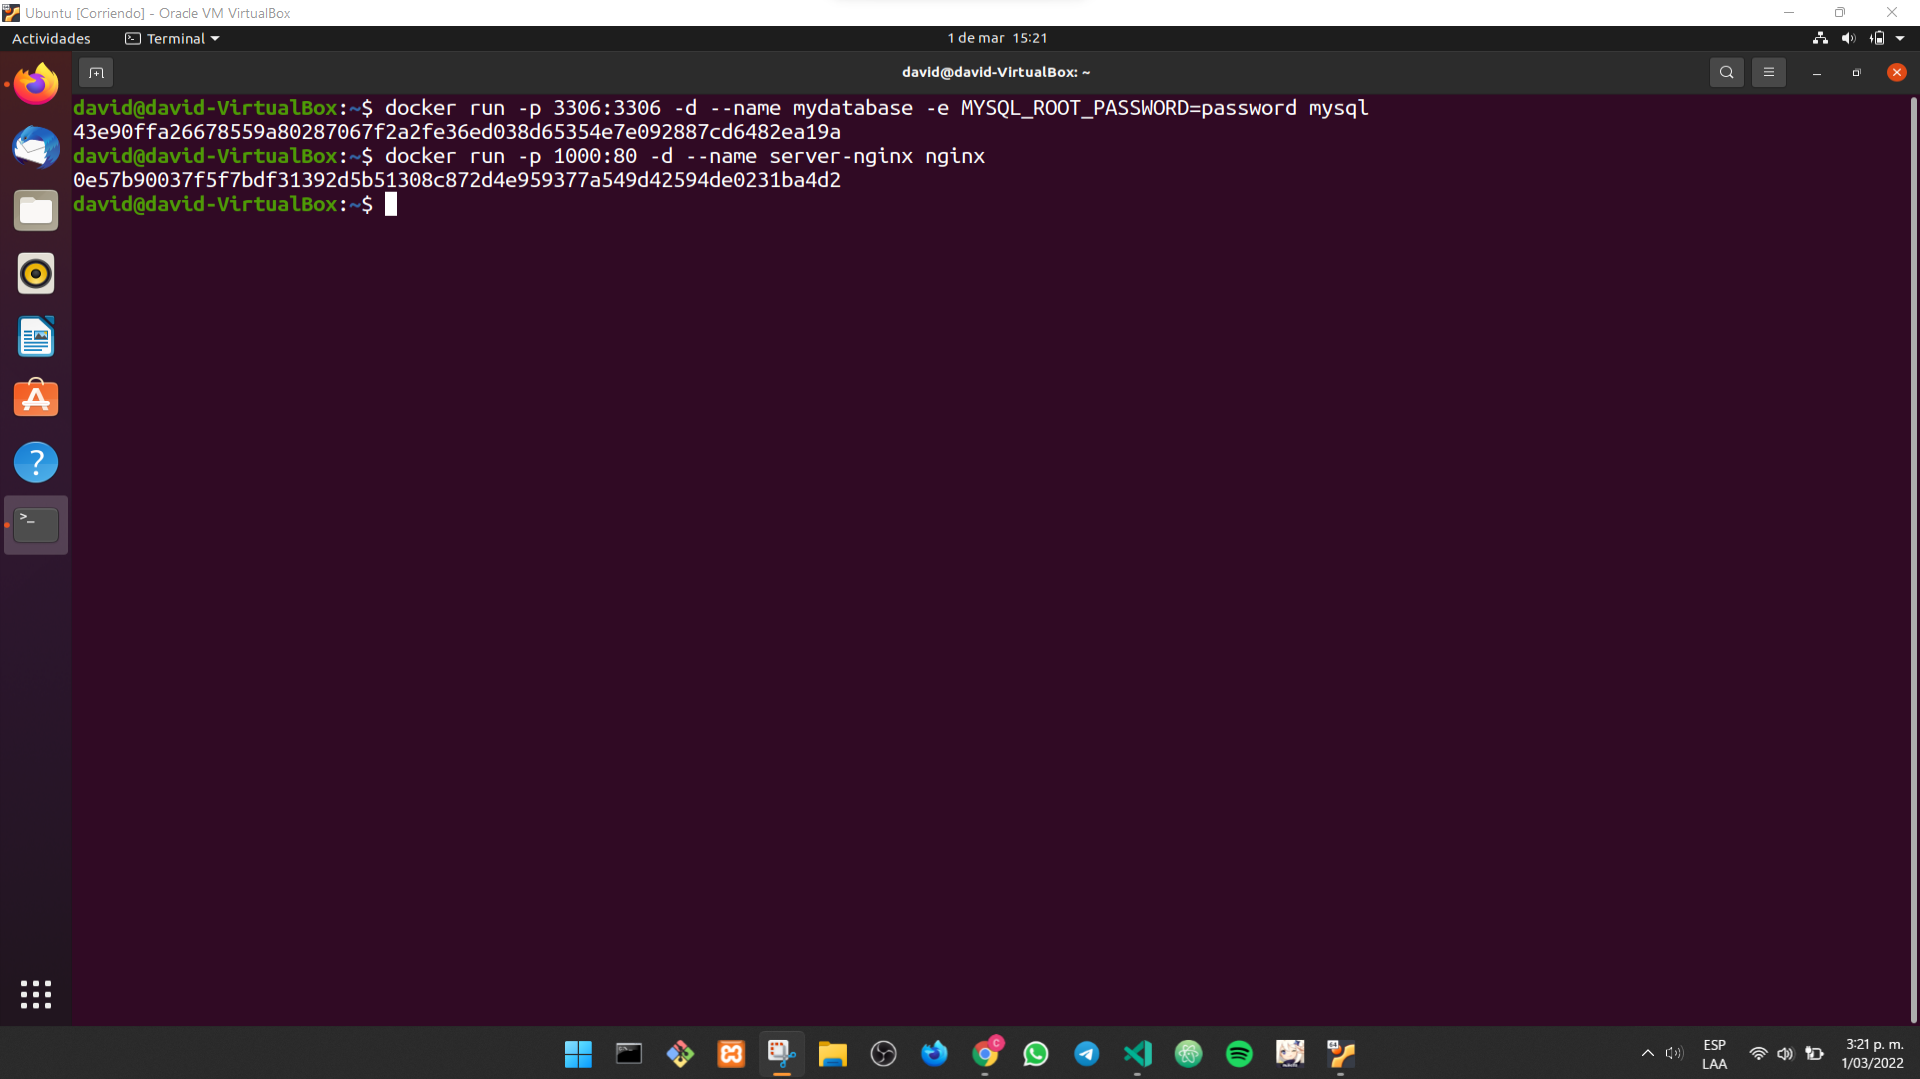 Ubuntu [Corriendo] - Oracle VM VirtualBox
Actividades Terminal 1 de mar 15:21
david@david-VirtualBox: ~
david@david-VirtualBox:~$ docker run -p 3306:3306 -d --name mydatabase -e MYSQL_ROOT_PASSWORD=password mysql
43e90ffa26678559a80287067f2a2fe36ed038d65354e7e092887cd6482ea19a
david@david-VirtualBox:~$ docker run -p 1000:80 -d --name server-nginx nginx
0e57b90037f5f7bdf31392d5b51308c872d4e959377a549d42594de0231ba4d2
david@david-VirtualBox:~$
ESP 3:21 p. m.
LAA 1/03/2022